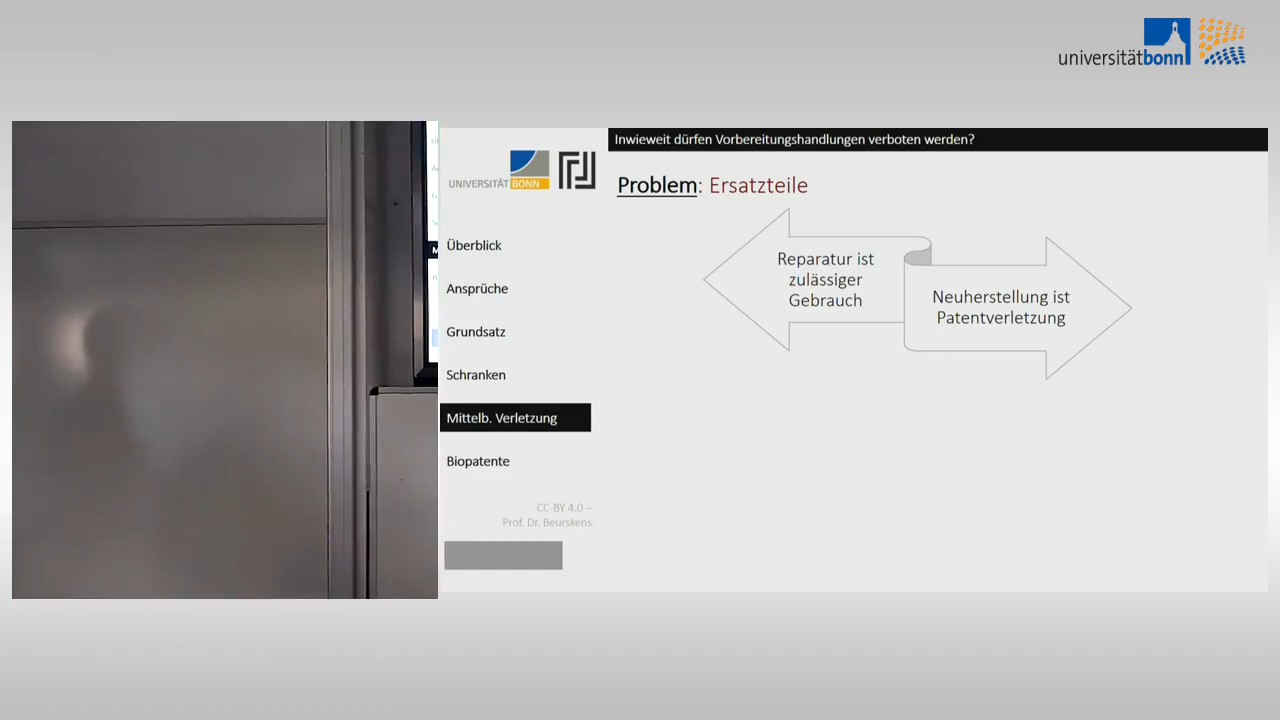 universitätbonn
Inwieweit dürfen Vorbereitungshandlungen verboten werden?
UNIVERSITÄT BONN
Problem: Ersatzteile
Überblick
Ansprüche
Grundsatz
Schranken
Mittelb. Verletzung
Biopatente
CC-BY 4.0 –
Prof. Dr. Beurskens
Reparatur ist
zulässiger
Gebrauch
Neuherstellung ist
Patentverletzung